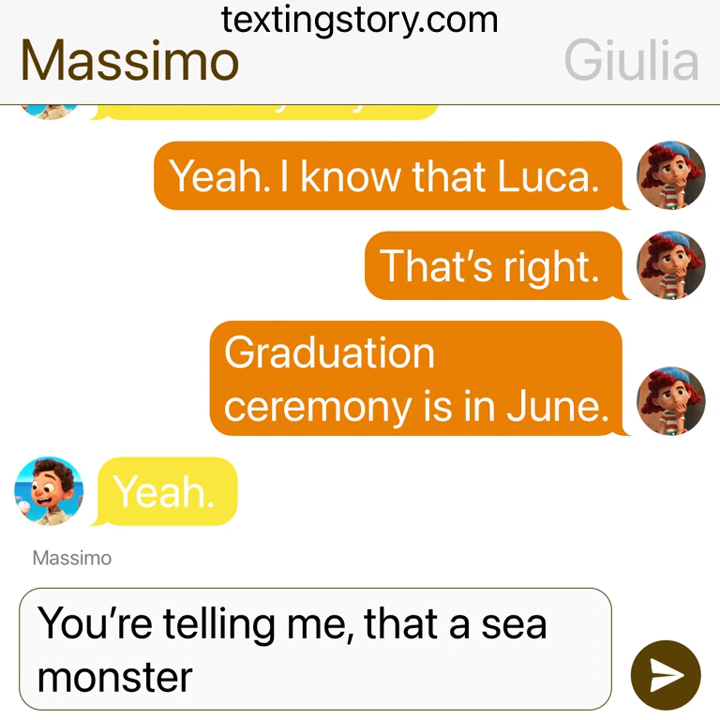 textingstory.com
Massimo
Giulia
Yeah. I know that Luca.
That's right.
Graduation
ceremony is in June.
Yeah.
Massimo
You're telling me, that a sea
monster